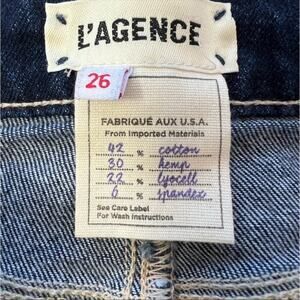 L'AGENCE
26
FABRIQUÉ AUX U.S.A.
From Imported Materials
42 % cotton
30 % hemp
22 % lyocell
6 % spandex
See Care Label
For Wash Instructions